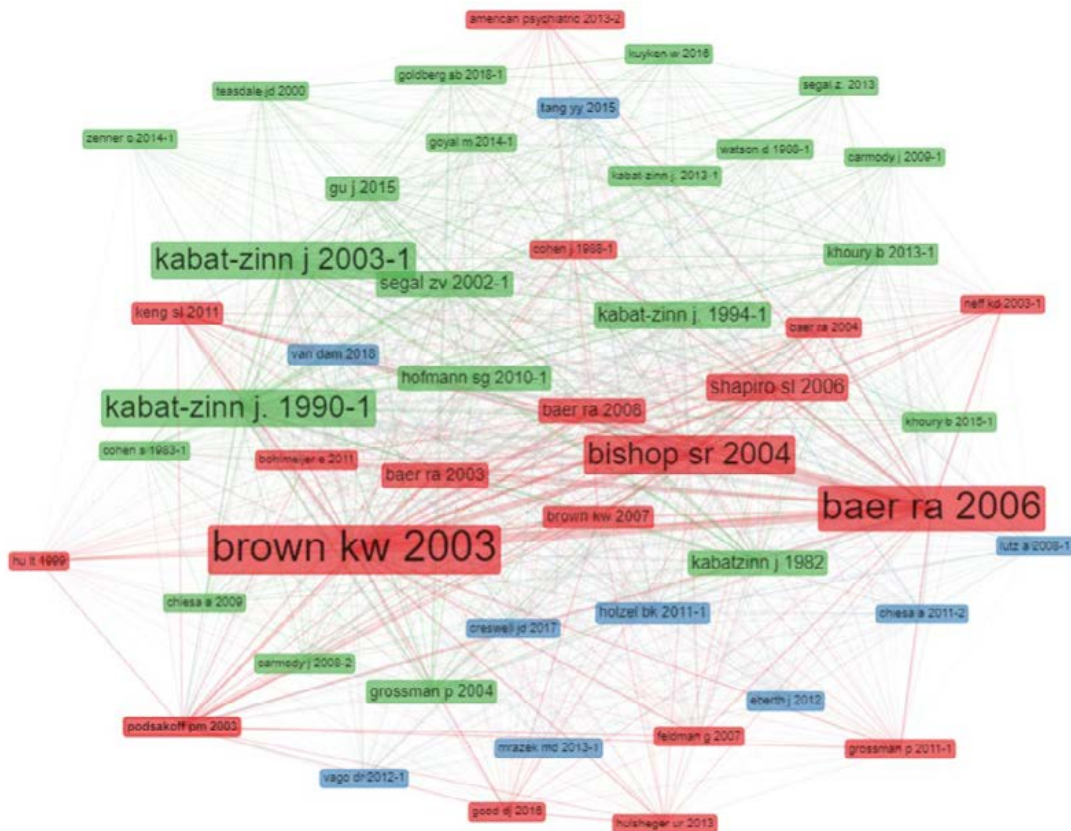 american psychiatric 2013-2
kuyken w 2016
goldberg sb 2018-1
segal z. 2013
teasdale jd 2000
tang yy 2015
zenner c 2014-1
goyal m 2014-1
watson d 1988-1
carmody j 2009-1
kabat-zinn j. 2013-1
gu j 2015
cohen j 1988-1
khoury b 2013-1
kabat-zinn j 2003-1
segal zv 2002-1
neff kd 2003-1
keng sl 2011
kabat-zinn j. 1994-1
baer ra 2004
van dam 2018
hofmann sg 2010-1
shapiro sl 2006
kabat-zinn j. 1990-1
baer ra 2008
khoury b 2015-1
cohen s 1983-1
bishop sr 2004
bohlmeijer e 2011
baer ra 2003
baer ra 2006
brown kw 2007
brown kw 2003
lutz a 2008-1
hu lt 1999
kabatzinn j 1982
chiesa a 2009
holzel bk 2011-1
chiesa a 2011-2
creswell jd 2017
carmody j 2008-2
grossman p 2004
eberth j 2012
podsakoff pm 2003
feldman g 2007
mrazek md 2013-1
grossman p 2011-1
vago dr 2012-1
good dj 2016
hulsheger ur 2013